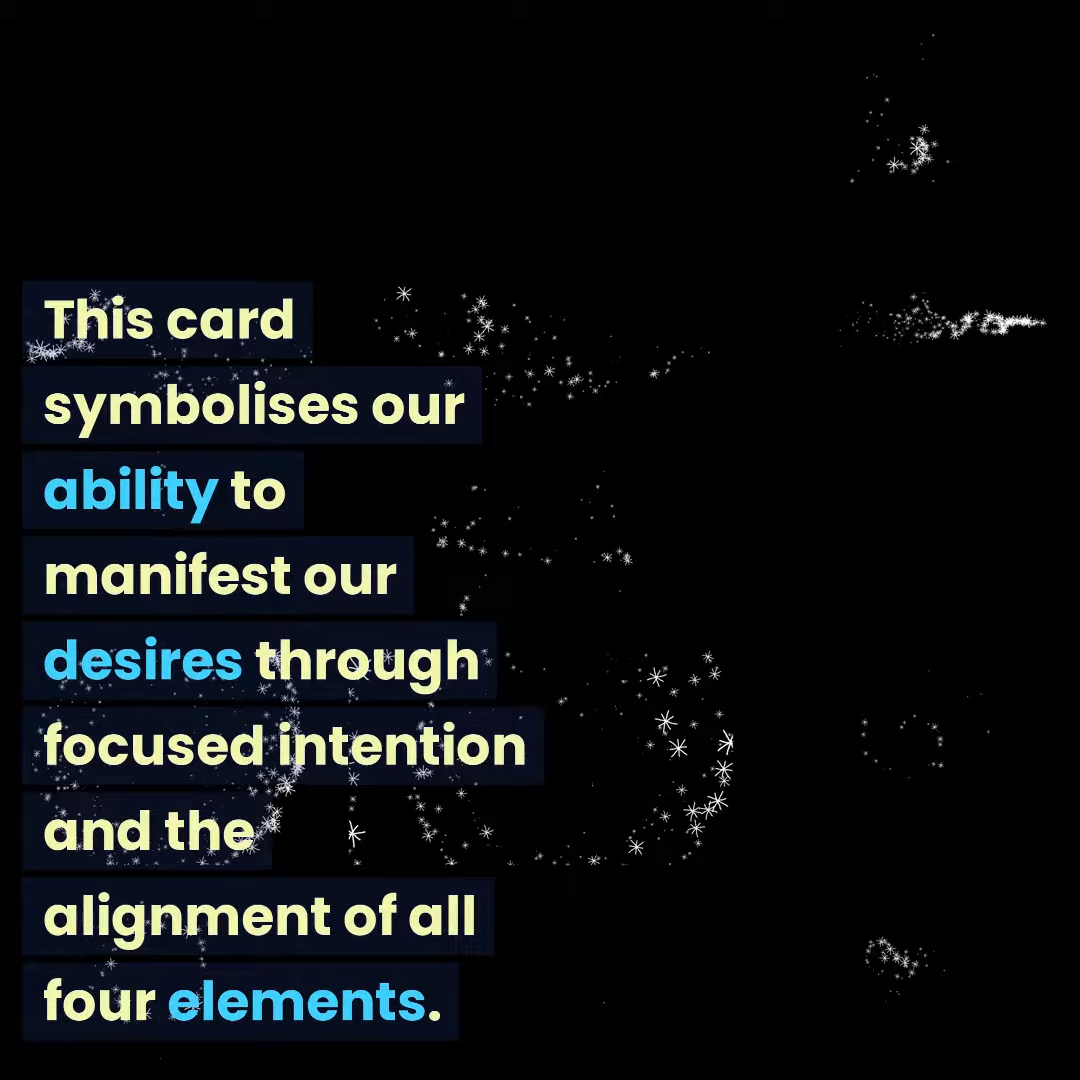 This card
symbolises our
ability to
manifest our
desires through
focused intention
and the
alignment of all
four elements.